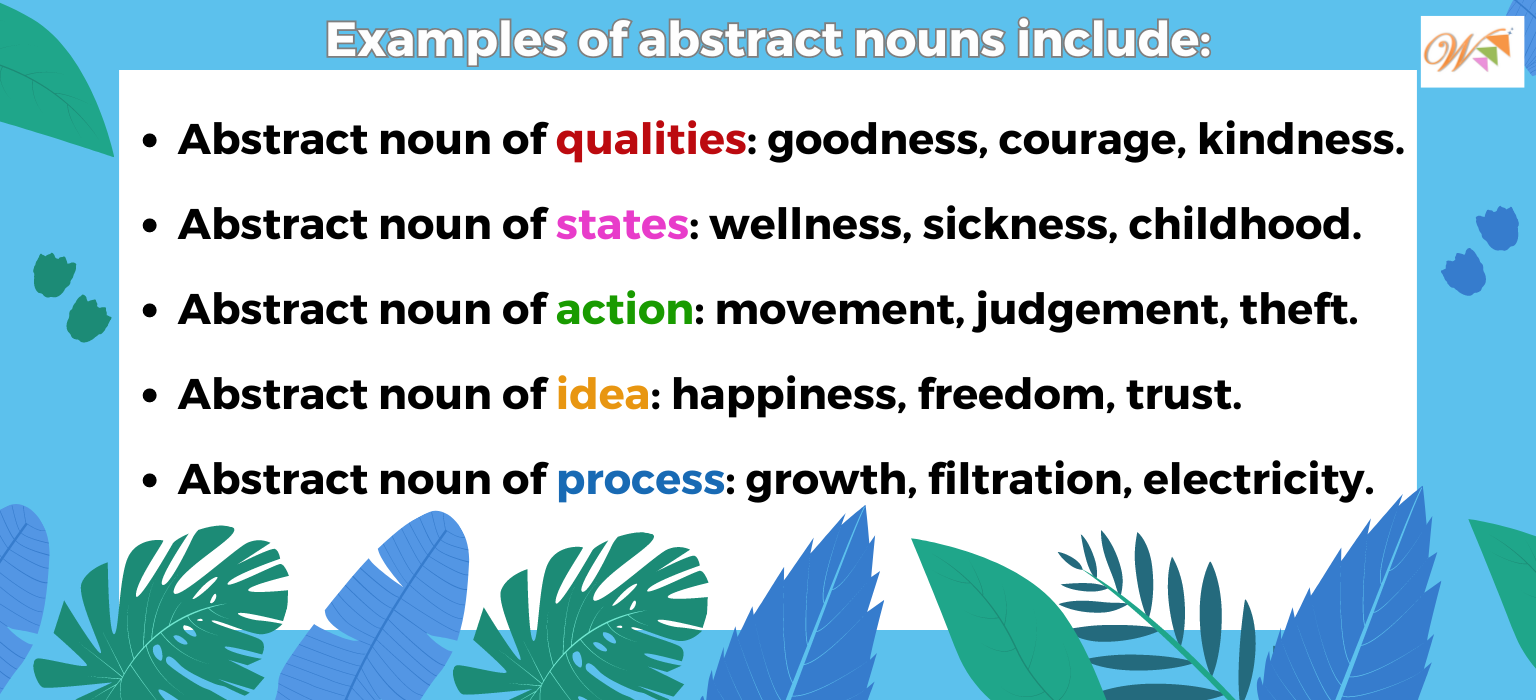 Examples of abstract nouns include:
W
• Abstract noun of qualities: goodness, courage, kindness.
• Abstract noun of states: wellness, sickness, childhood.
• Abstract noun of action: movement, judgement, theft.
• Abstract noun of idea: happiness, freedom, trust.
• Abstract noun of process: growth, filtration, electricity.